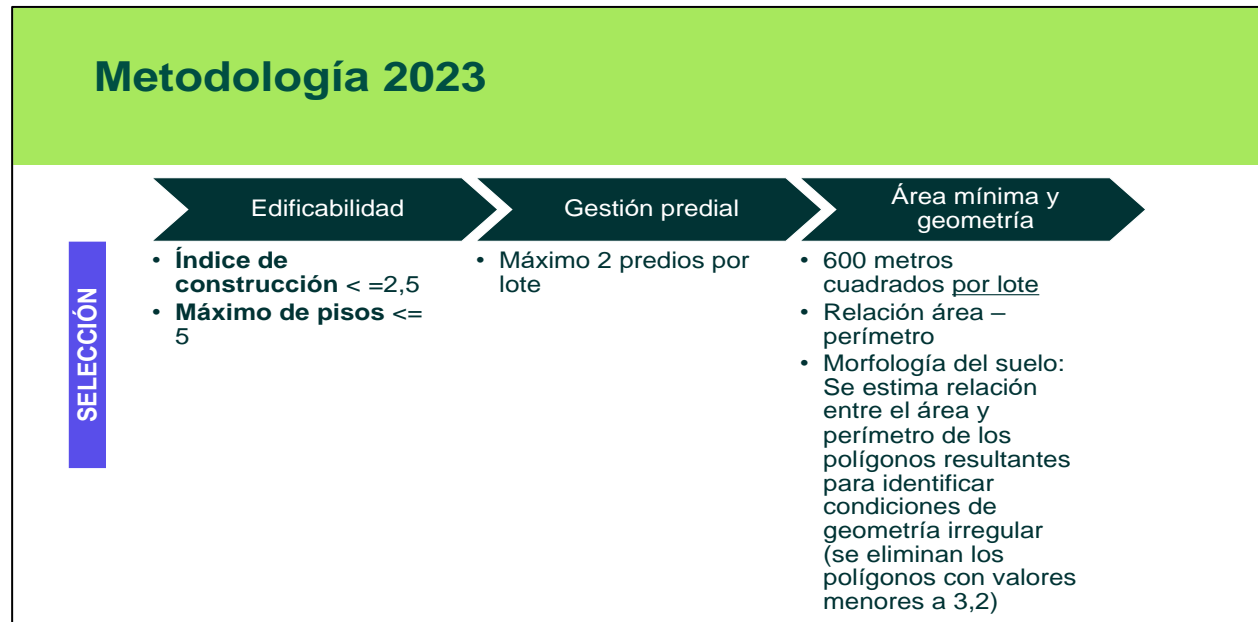 Metodología 2023
Edificabilidad
Gestión predial
Área mínima y
geometría
SELECCIÓN
• Índice de
construcción < =2,5
• Máximo de pisos <=
5
• Máximo 2 predios por
lote
• 600 metros
cuadrados por lote
• Relación área –
perímetro
• Morfología del suelo:
Se estima relación
entre el área y
perímetro de los
polígonos resultantes
para identificar
condiciones de
geometría irregular
(se eliminan los
polígonos con valores
menores a 3,2)